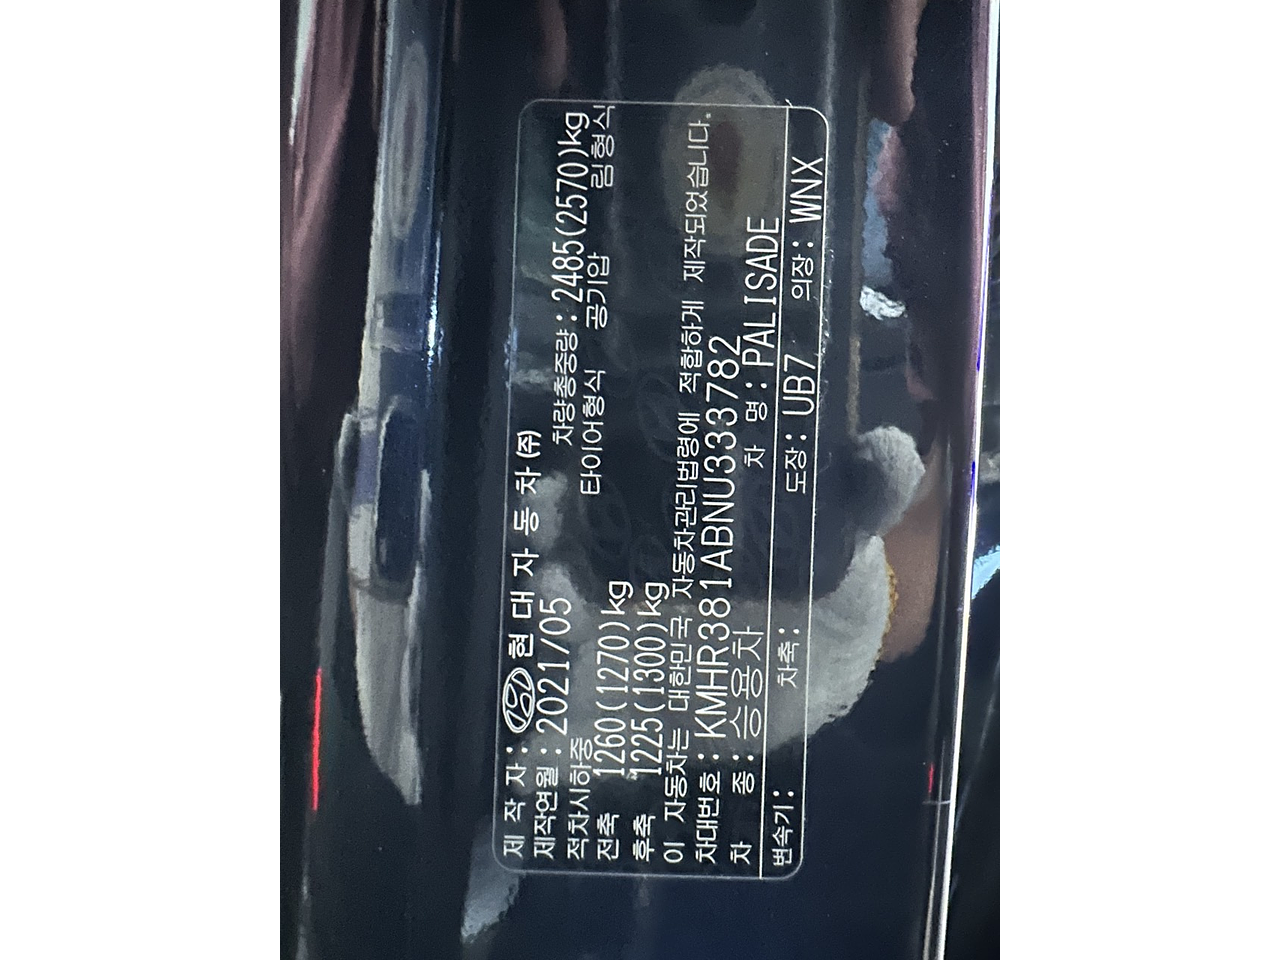 제 작 자: 현 대 자 동 차 ㈜
제작연월: 2021/05 차량총중량: 2485(2570)kg
적차시하중 타이어형식 공기압 림형식
전축 1260(1270)kg
후축 1225(1300)kg
이 자동차는 대한민국 자동차관리법령에 적합하게 제작되었습니다.
차대번호: KMHR381ABNU333782
차 종: 승용차 차 명: PALISADE
변속기: 차축: 도장: UB7 의장: WNX